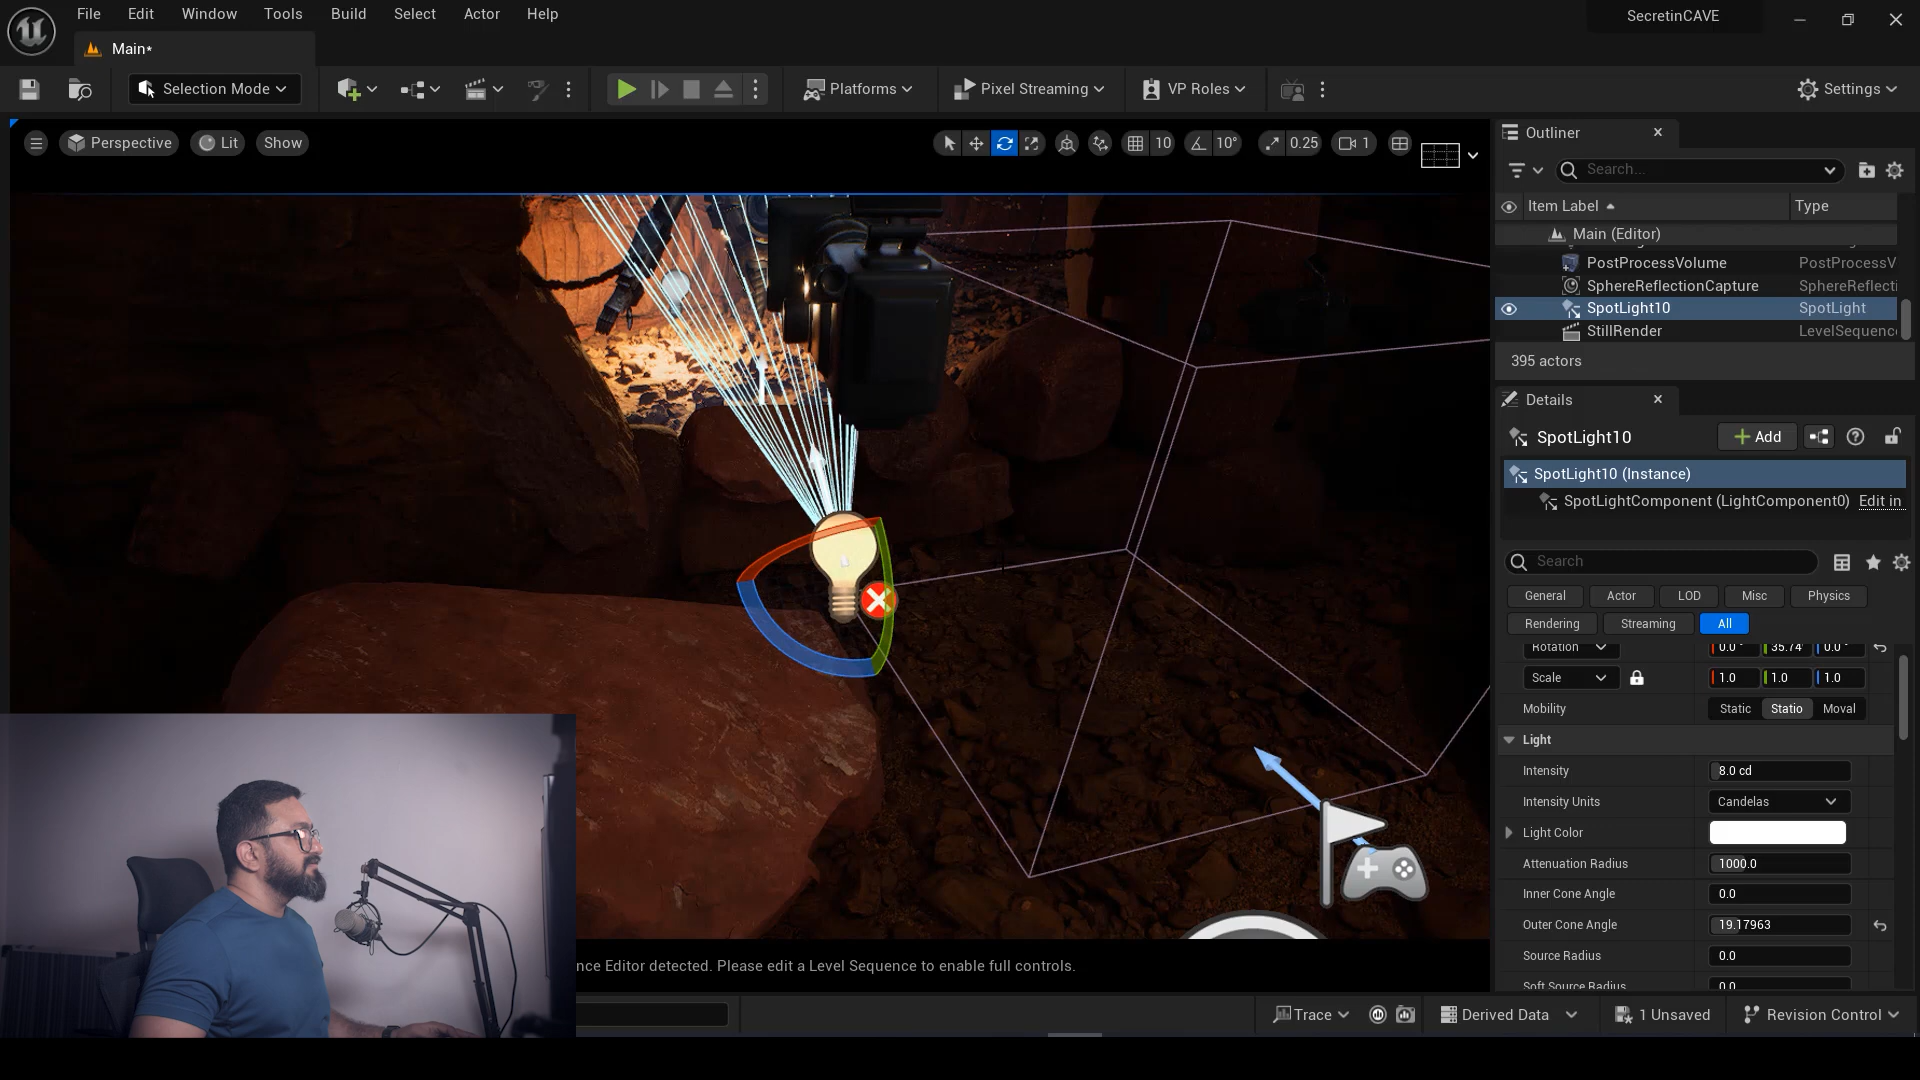 File Edit Window Tools Build Select Actor Help
SecretinCAVE
Main*
Selection Mode
Platforms
Pixel Streaming
VP Roles
Settings
Perspective
Lit
Show
10
10°
0.25
1
Outliner
Search...
Item Label
Type
Main (Editor)
PostProcessVolume PostProcessV
SphereReflectionCapture SphereReflecti
SpotLight10 SpotLight
StillRender LevelSequenc
395 actors
Details
SpotLight10
Add
SpotLight10 (Instance)
SpotLightComponent (LightComponent0) Edit in
Search
General Actor LOD Misc Physics
Rendering Streaming All
Rotation 0.0 ° 35.74° 0.0 °
Scale 1.0 1.0 1.0
Mobility Static Statio Moval
Light
Intensity 8.0 cd
Intensity Units Candelas
Light Color
Attenuation Radius 1000.0
Inner Cone Angle 0.0
Outer Cone Angle 19.17963
Source Radius 0.0
Soft Source Radius 0.0
nce Editor detected. Please edit a Level Sequence to enable full controls.
Trace
Derived Data
1 Unsaved
Revision Control